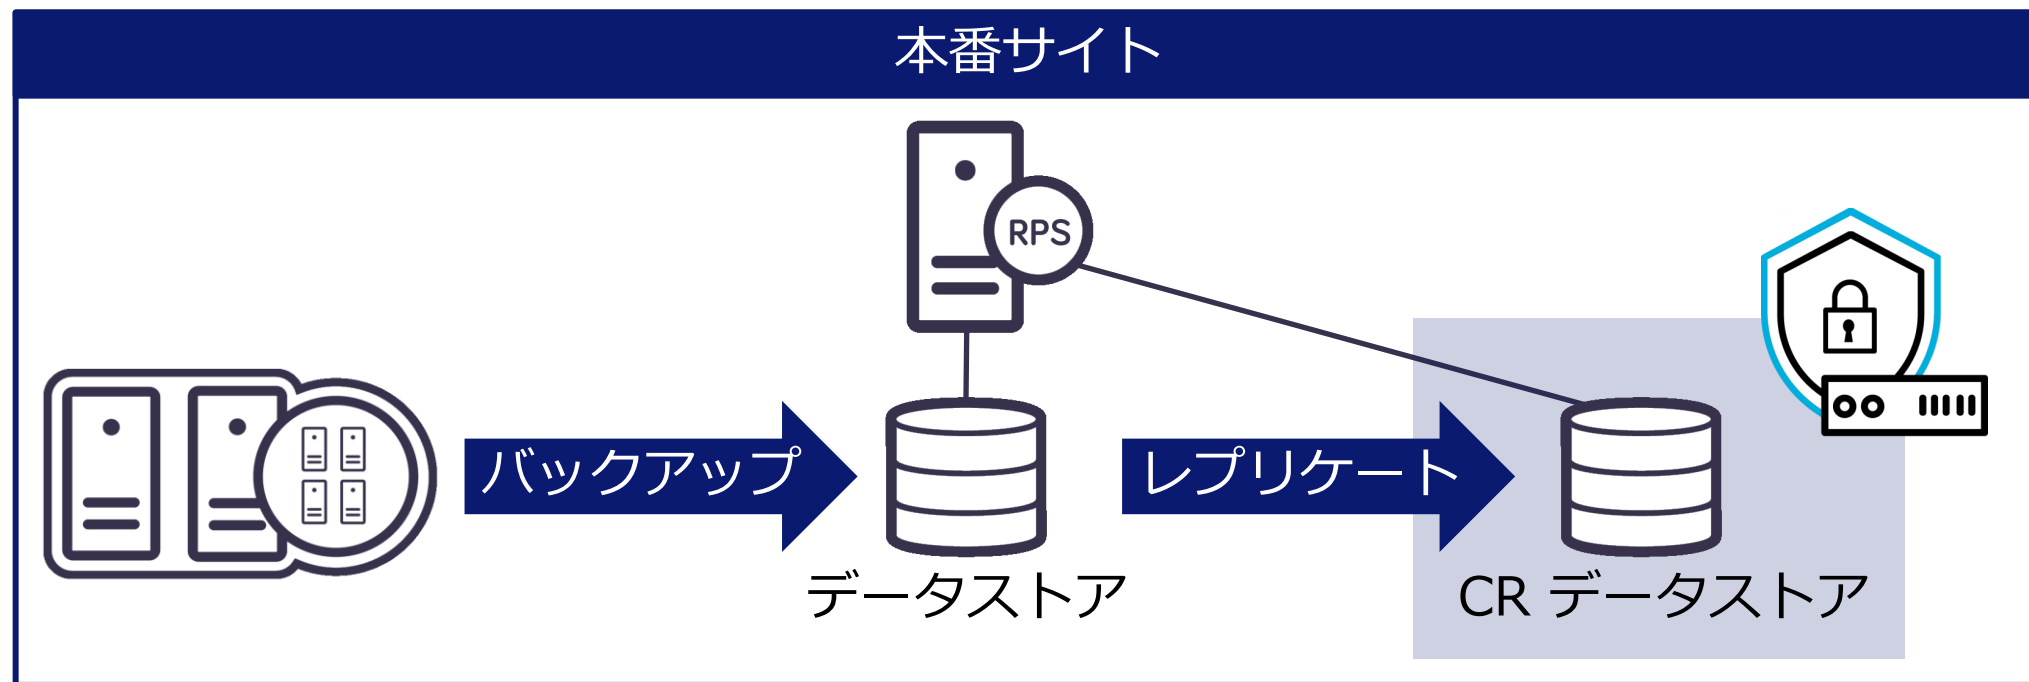 本番サイト
RPS
バックアップ
レプリケート
データストア
CR データストア